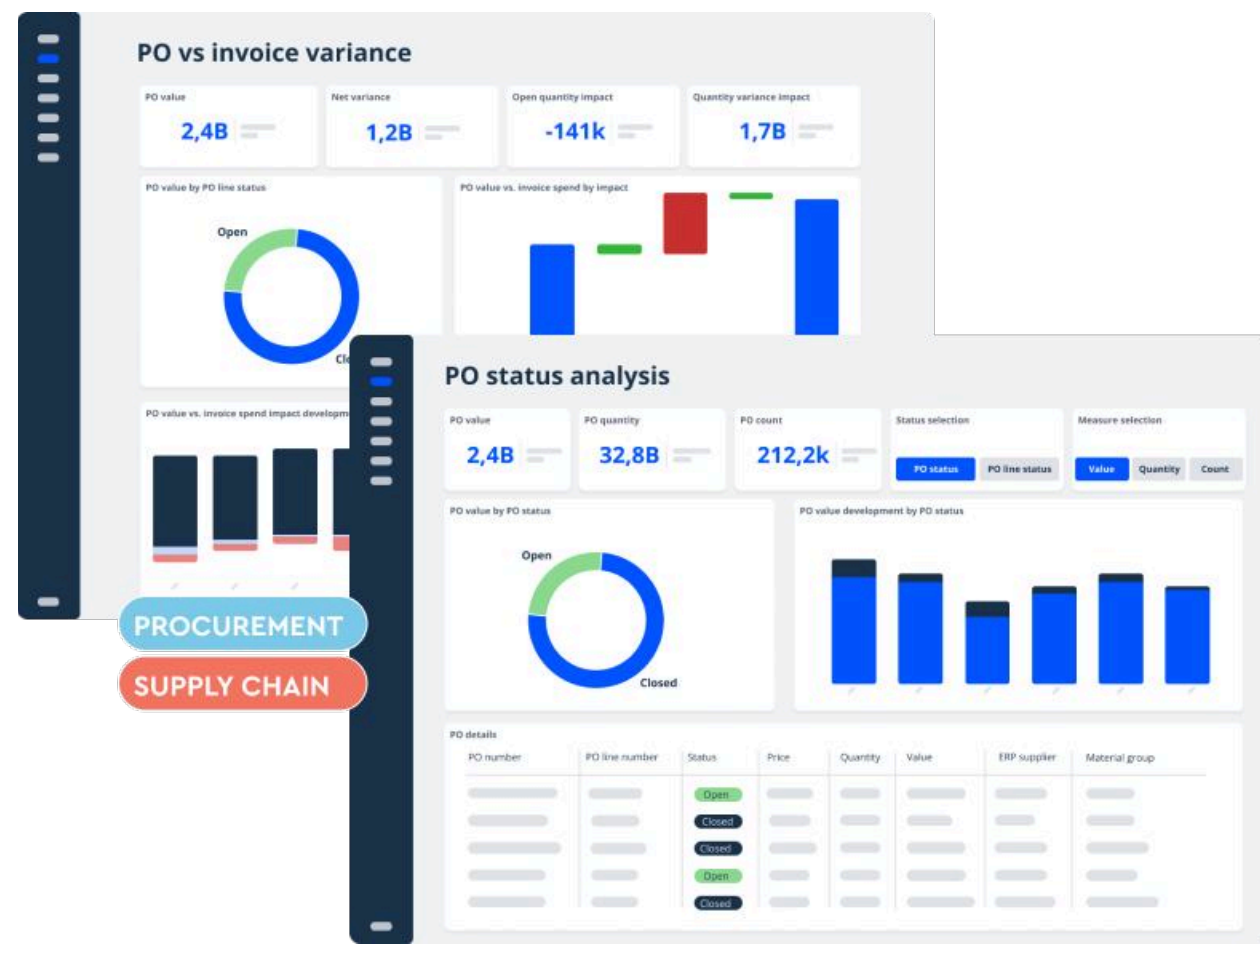 PO vs invoice variance
PO value
Net variance
Open quantity impact
Quantity variance impact
2,4B
1,2B
-141k
1,7B
PO value by PO line status
PO value vs. invoice spend by impact
Open
Clo
PO value vs. invoice spend impact developm
PROCUREMENT
SUPPLY CHAIN
PO status analysis
PO value
PO quantity
PO count
Status selection
Measure selection
2,4B
32,8B
212,2k
PO status
PO line status
Value
Quantity
Count
PO value by PO status
PO value development by PO status
Open
Closed
PO details
PO number
PO line number
Status
Price
Quantity
Value
ERP supplier
Material group
Open
Closed
Closed
Open
Closed